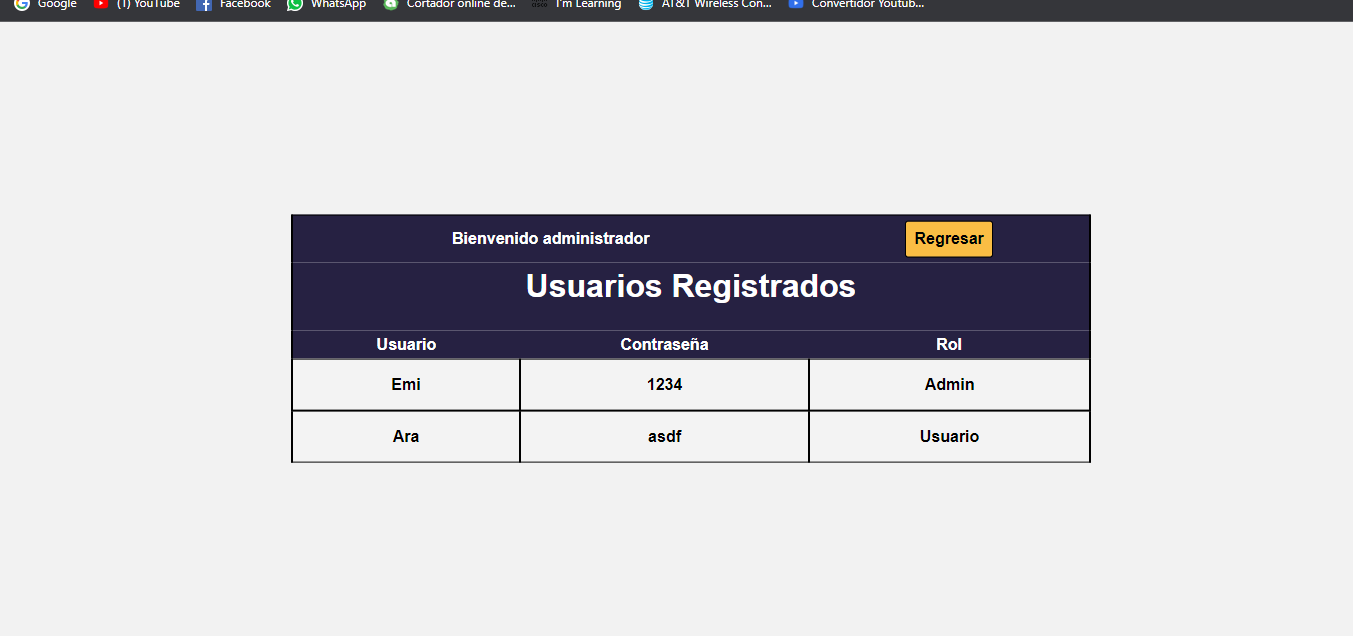 Google (1) YouTube Facebook WhatsApp Cortador online de... I'm Learning AT&T Wireless Con... Convertidor Youtub...
Bienvenido administrador Regresar
Usuarios Registrados
Usuario Contraseña Rol
Emi 1234 Admin
Ara asdf Usuario